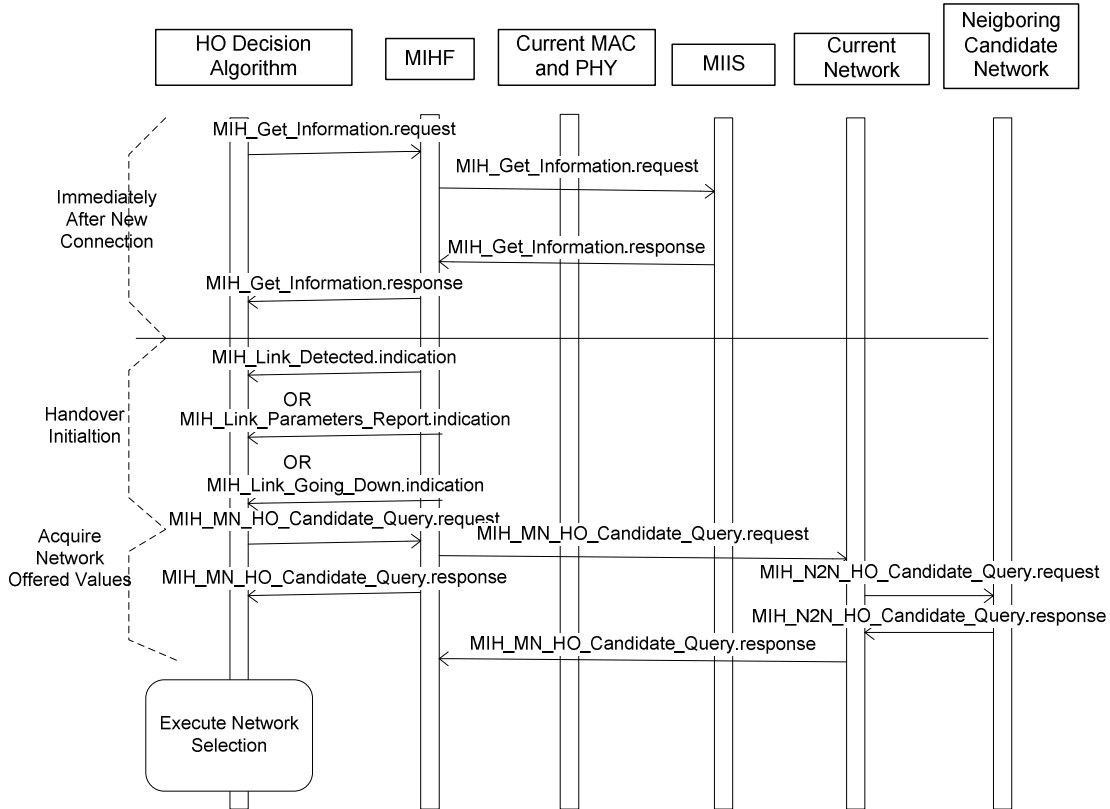 HO Decision
Algorithm
MIHF
Current MAC
and PHY
MIIS
Current
Network
Neigboring
Candidate
Network
MIH_Get_Information.request
MIH_Get_Information.request
Immediately
After New
Connection
MIH_Get_Information.response
MIH_Get_Information.response
MIH_Link_Detected.indication
OR
Handover
Initialtion
MIH_Link_Parameters_Report.indication
OR
MIH_Link_Going_Down.indication
MIH_MN_HO_Candidate_Query.request
MIH_MN_HO_Candidate_Query.request
Acquire
Network
Offered Values
MIH_N2N_HO_Candidate_Query.request
MIH_MN_HO_Candidate_Query.response
MIH_N2N_HO_Candidate_Query.response
MIH_MN_HO_Candidate_Query.response
Execute Network
Selection